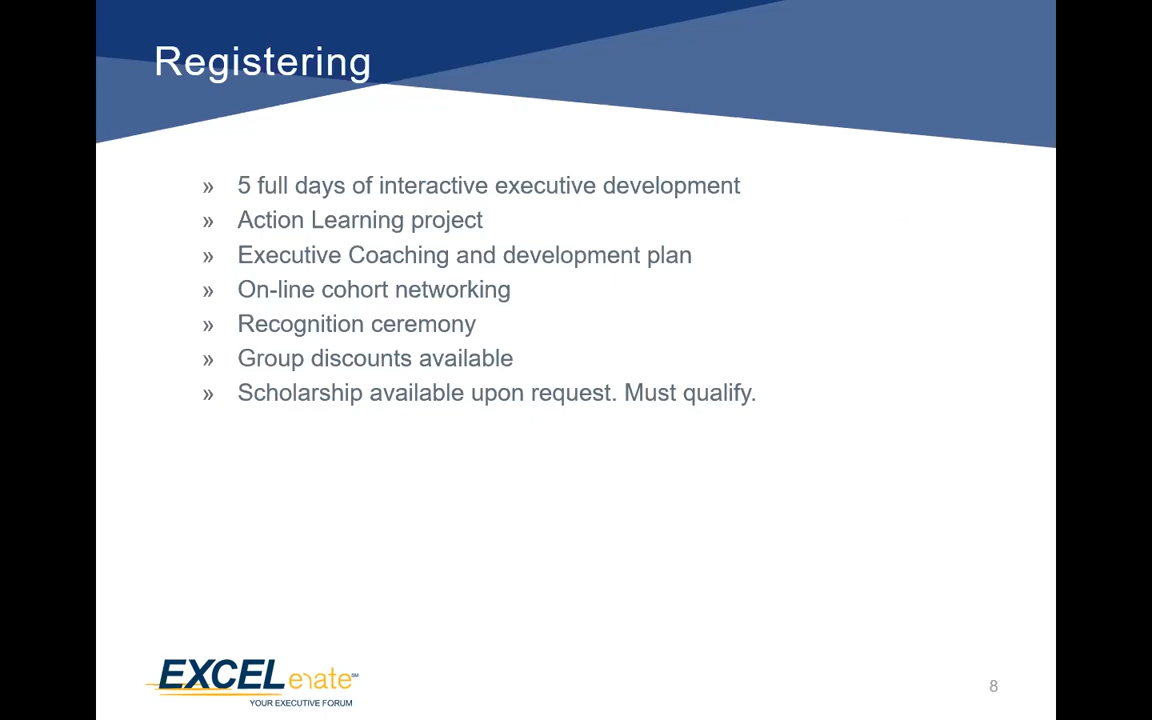 Registering
» 5 full days of interactive executive development
» Action Learning project
» Executive Coaching and development plan
» On-line cohort networking
» Recognition ceremony
» Group discounts available
» Scholarship available upon request. Must qualify.
EXCELerate℠
YOUR EXECUTIVE FORUM
8